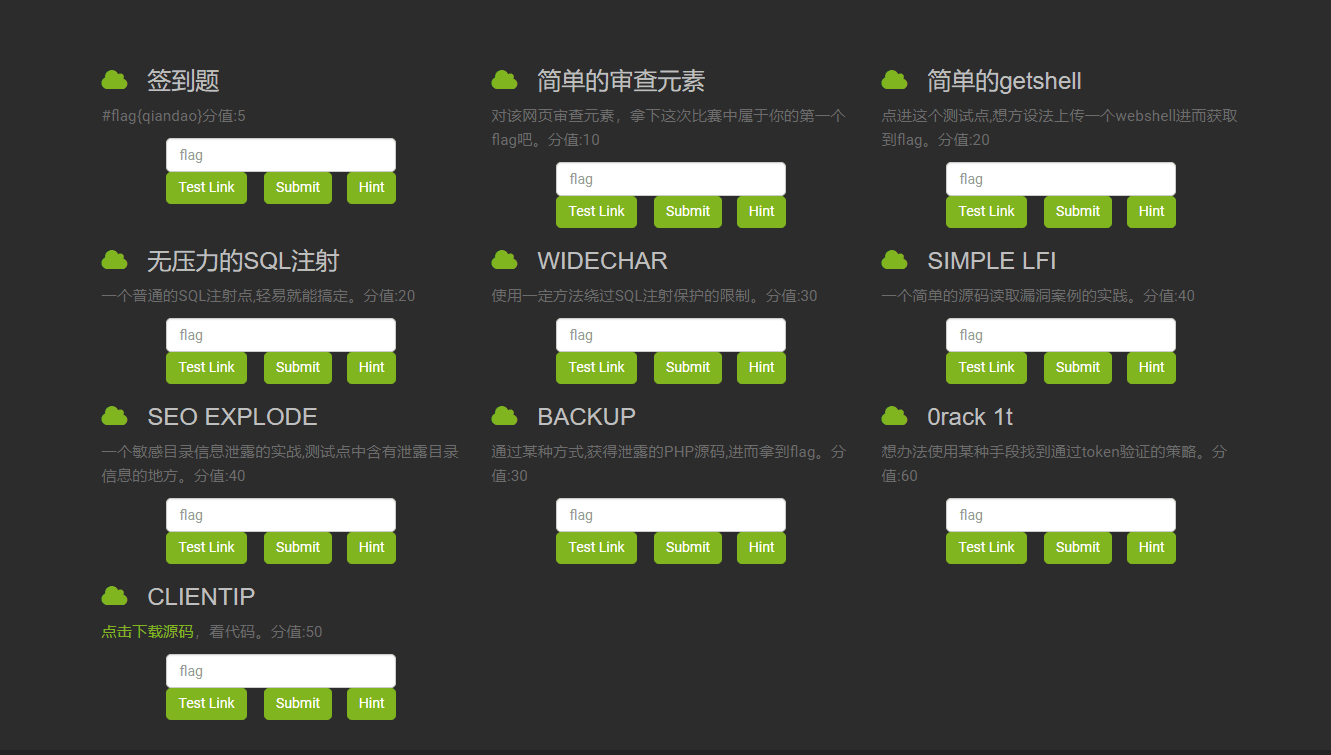 签到题
#flag{qiandao}分值:5
flag
Test Link Submit Hint
简单的审查元素
对该网页审查元素，拿下这次比赛中属于你的第一个
flag吧。分值:10
flag
Test Link Submit Hint
简单的getshell
点进这个测试点,想方设法上传一个webshell进而获取
到flag。分值:20
flag
Test Link Submit Hint
无压力的SQL注射
一个普通的SQL注射点,轻易就能搞定。分值:20
flag
Test Link Submit Hint
WIDECHAR
使用一定方法绕过SQL注射保护的限制。分值:30
flag
Test Link Submit Hint
SIMPLE LFI
一个简单的源码读取漏洞案例的实践。分值:40
flag
Test Link Submit Hint
SEO EXPLODE
一个敏感目录信息泄露的实战,测试点中含有泄露目录
信息的地方。分值:40
flag
Test Link Submit Hint
BACKUP
通过某种方式,获得泄露的PHP源码,进而拿到flag。分
值:30
flag
Test Link Submit Hint
0rack 1t
想办法使用某种手段找到通过token验证的策略。分
值:60
flag
Test Link Submit Hint
CLIENTIP
点击下载源码，看代码。分值:50
flag
Test Link Submit Hint